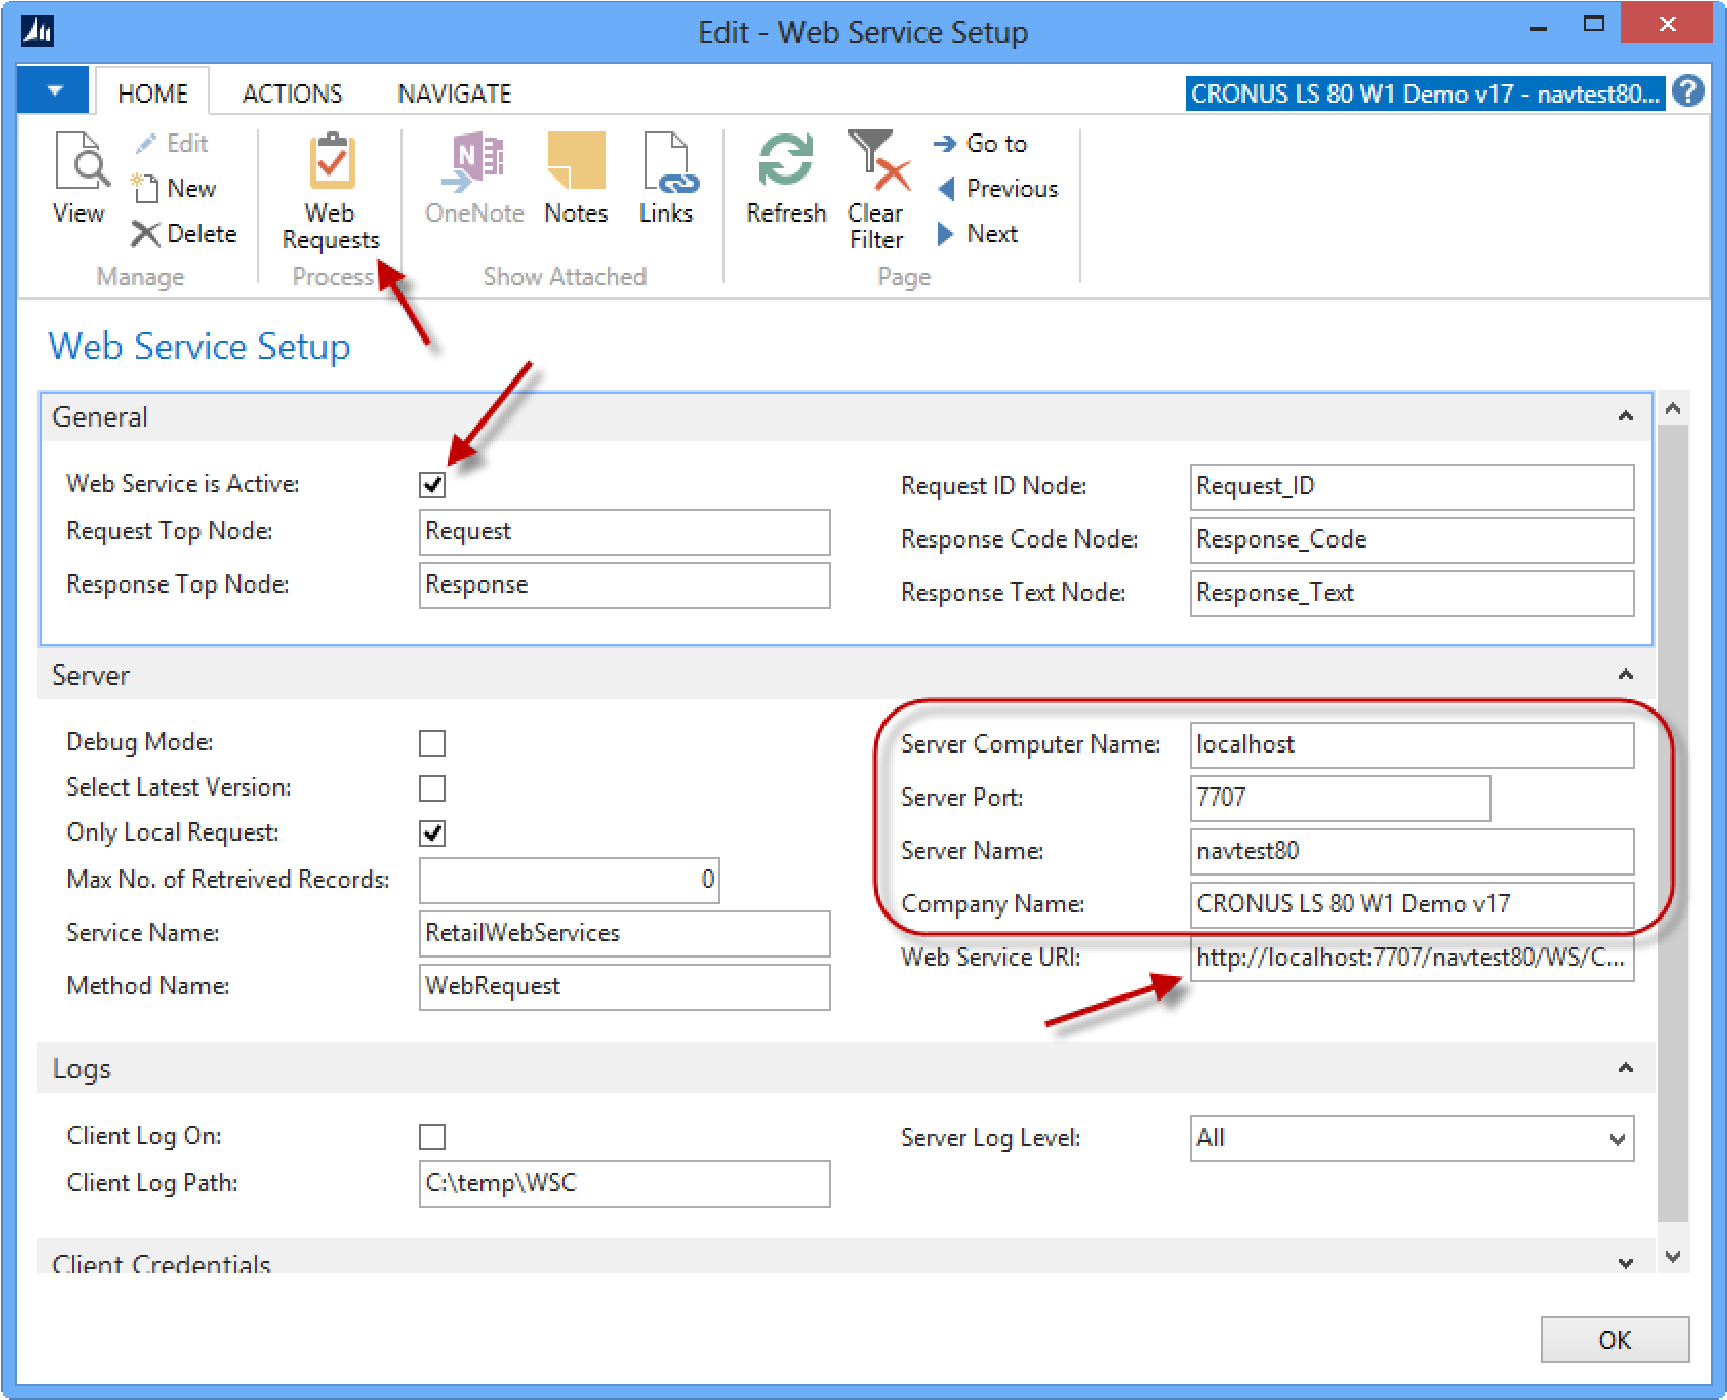 Edit - Web Service Setup
HOME ACTIONS NAVIGATE CRONUS LS 80 W1 Demo v17 - navtest80... ?
View
Edit
New
Delete
Manage
Web
Requests
Process
OneNote
Notes
Links
Show Attached
Refresh
Clear
Filter
Go to
Previous
Next
Page
Web Service Setup
General
Web Service is Active:
Request Top Node: Request
Response Top Node: Response
Request ID Node: Request_ID
Response Code Node: Response_Code
Response Text Node: Response_Text
Server
Debug Mode:
Select Latest Version:
Only Local Request:
Max No. of Retreived Records: 0
Service Name: RetailWebServices
Method Name: WebRequest
Server Computer Name: localhost
Server Port: 7707
Server Name: navtest80
Company Name: CRONUS LS 80 W1 Demo v17
Web Service URI: http://localhost:7707/navtest80/WS/C...
Logs
Client Log On:
Client Log Path: C:\temp\WSC
Server Log Level: All
Client Credentials
OK